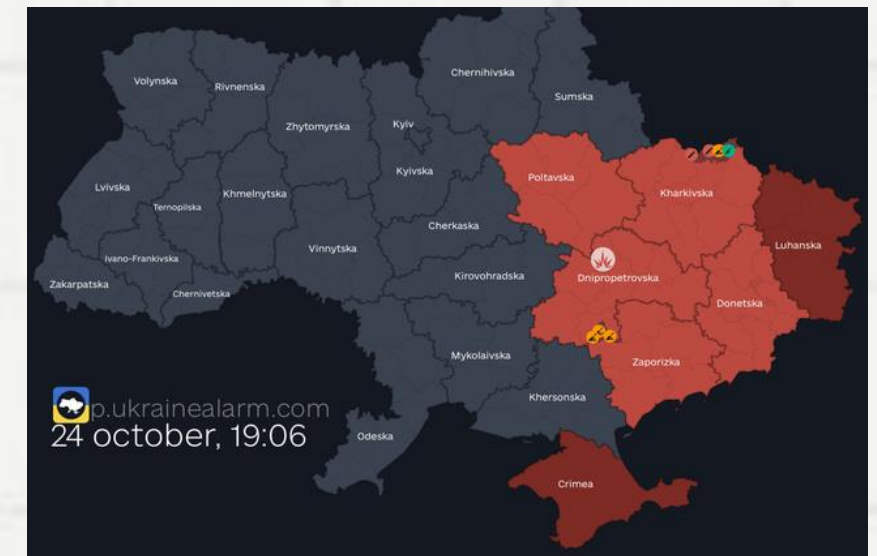 Chernihivska
Volynska
Rivnenska
Sumska
Zhytomyrska
Kyiv
Kyivska
Poltavska
Lvivska
Khmelnytska
Kharkivska
Ternopilska
Cherkaska
Vinnytska
Luhanska
Ivano-Frankivska
Kirovohradska
Dnipropetrovska
Zakarpatska
Chernivetska
Donetska
Mykolaivska
Zaporizka
Khersonska
p.ukrainealarm.com
24 october, 19:06
Odeska
Crimea